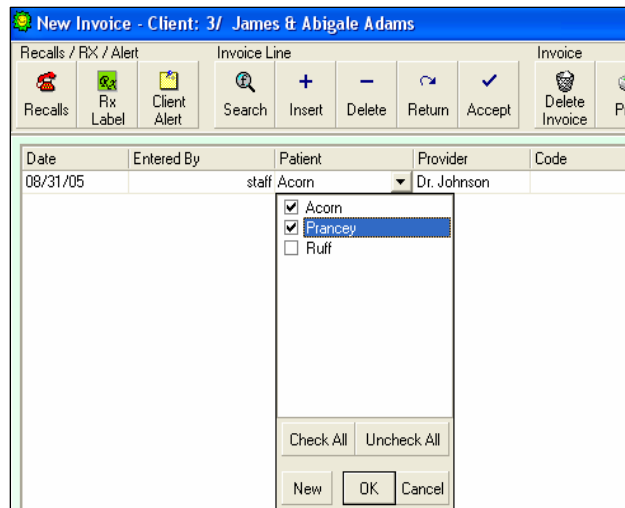 New Invoice - Client: 3/ James & Abigale Adams
Recalls / RX / Alert Invoice Line Invoice
Recalls Rx Label Client Alert Search Insert Delete Return Accept Delete Invoice
Date Entered By Patient Provider Code
08/31/05 staff Acorn Dr. Johnson
Acorn
Prancey
Ruff
Check All Uncheck All
New OK Cancel